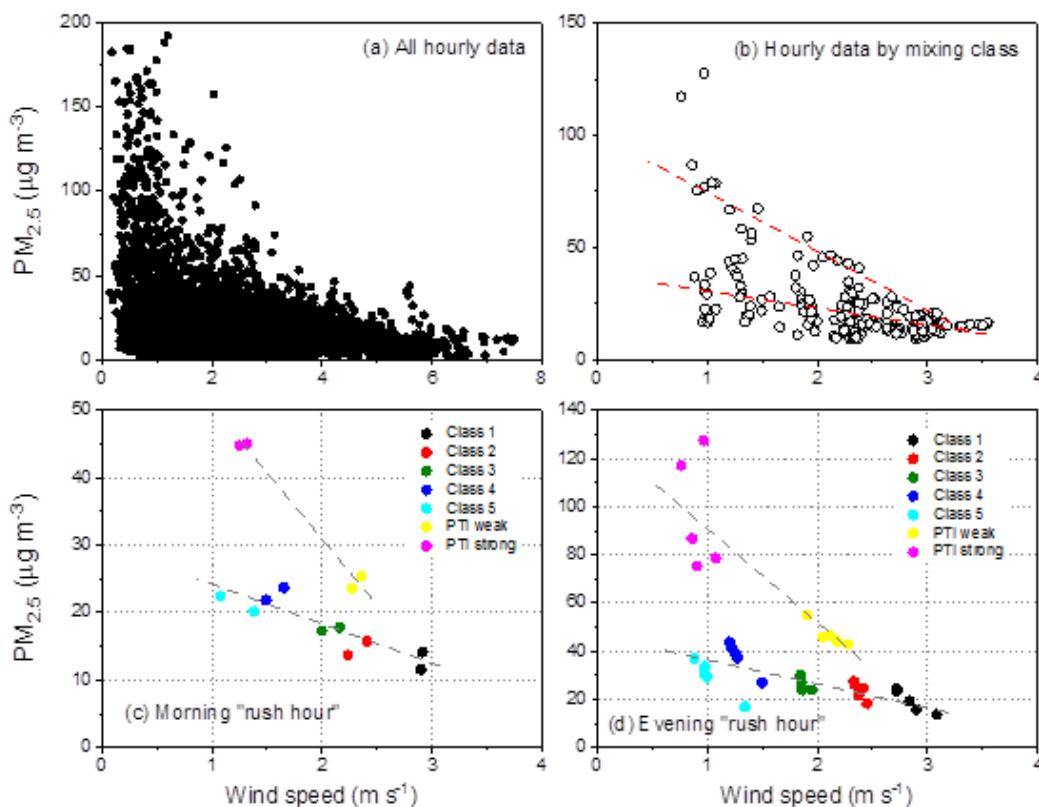 (a) All hourly data
200
150
100
50
0
0
2
4
6
8
PM2.5 (µg m-3)
(b) Hourly data by mixing class
150
100
50
0
0
1
2
3
4
50
40
30
20
10
0
0
1
2
3
4
PM2.5 (µg m-3)
Class 1
Class 2
Class 3
Class 4
Class 5
PTI weak
PTI strong
(c) Morning "rush hour"
Wind speed (m s-1)
140
120
100
80
60
40
20
0
0
1
2
3
4
Class 1
Class 2
Class 3
Class 4
Class 5
PTI weak
PTI strong
(d) Evening "rush hour"
Wind speed (m s-1)